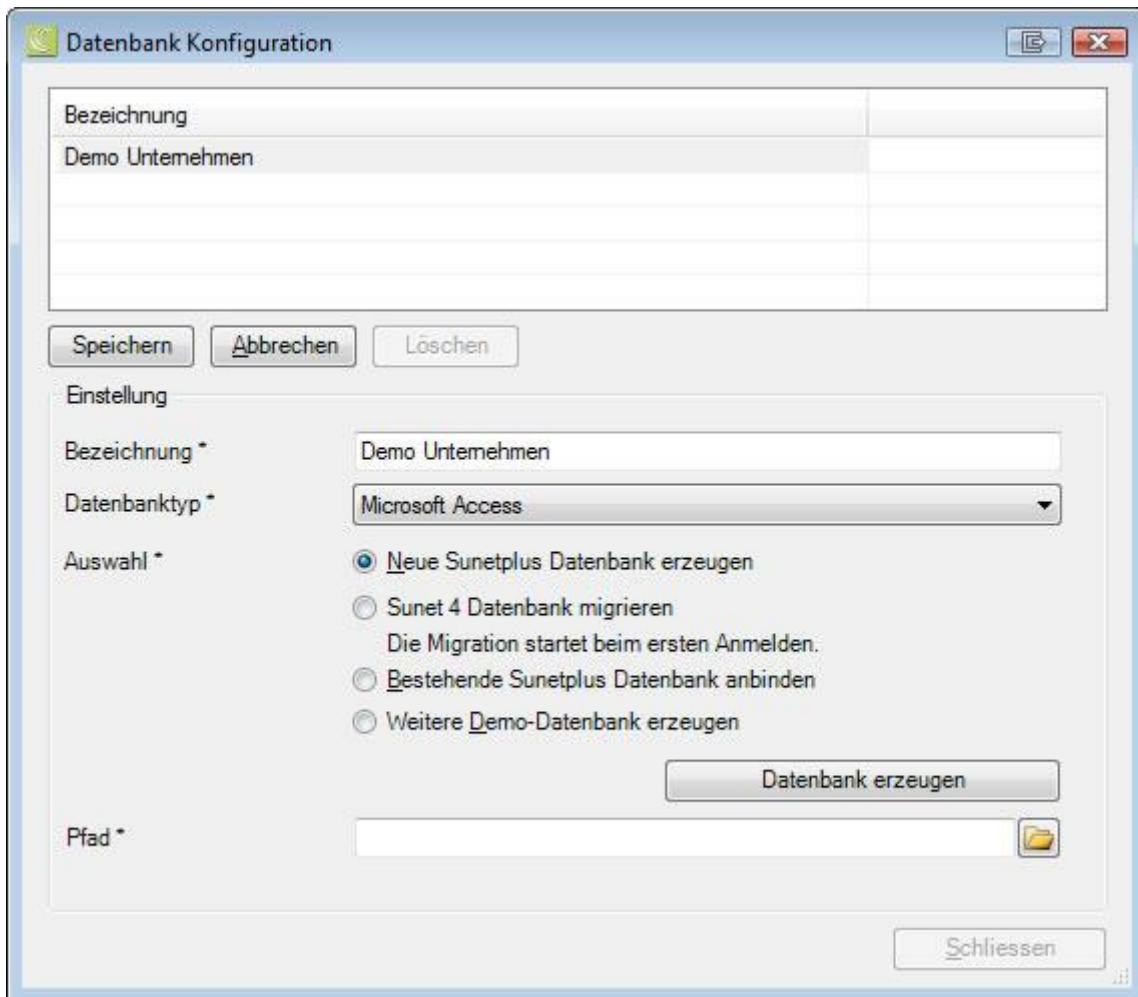 Datenbank Konfiguration
Bezeichnung
Demo Unternehmen
Speichern Abbrechen Löschen
Einstellung
Bezeichnung * Demo Unternehmen
Datenbanktyp * Microsoft Access
Auswahl * Neue Sunetplus Datenbank erzeugen
Sunet 4 Datenbank migrieren
Die Migration startet beim ersten Anmelden.
Bestehende Sunetplus Datenbank anbinden
Weitere Demo-Datenbank erzeugen
Datenbank erzeugen
Pfad *
Schliessen